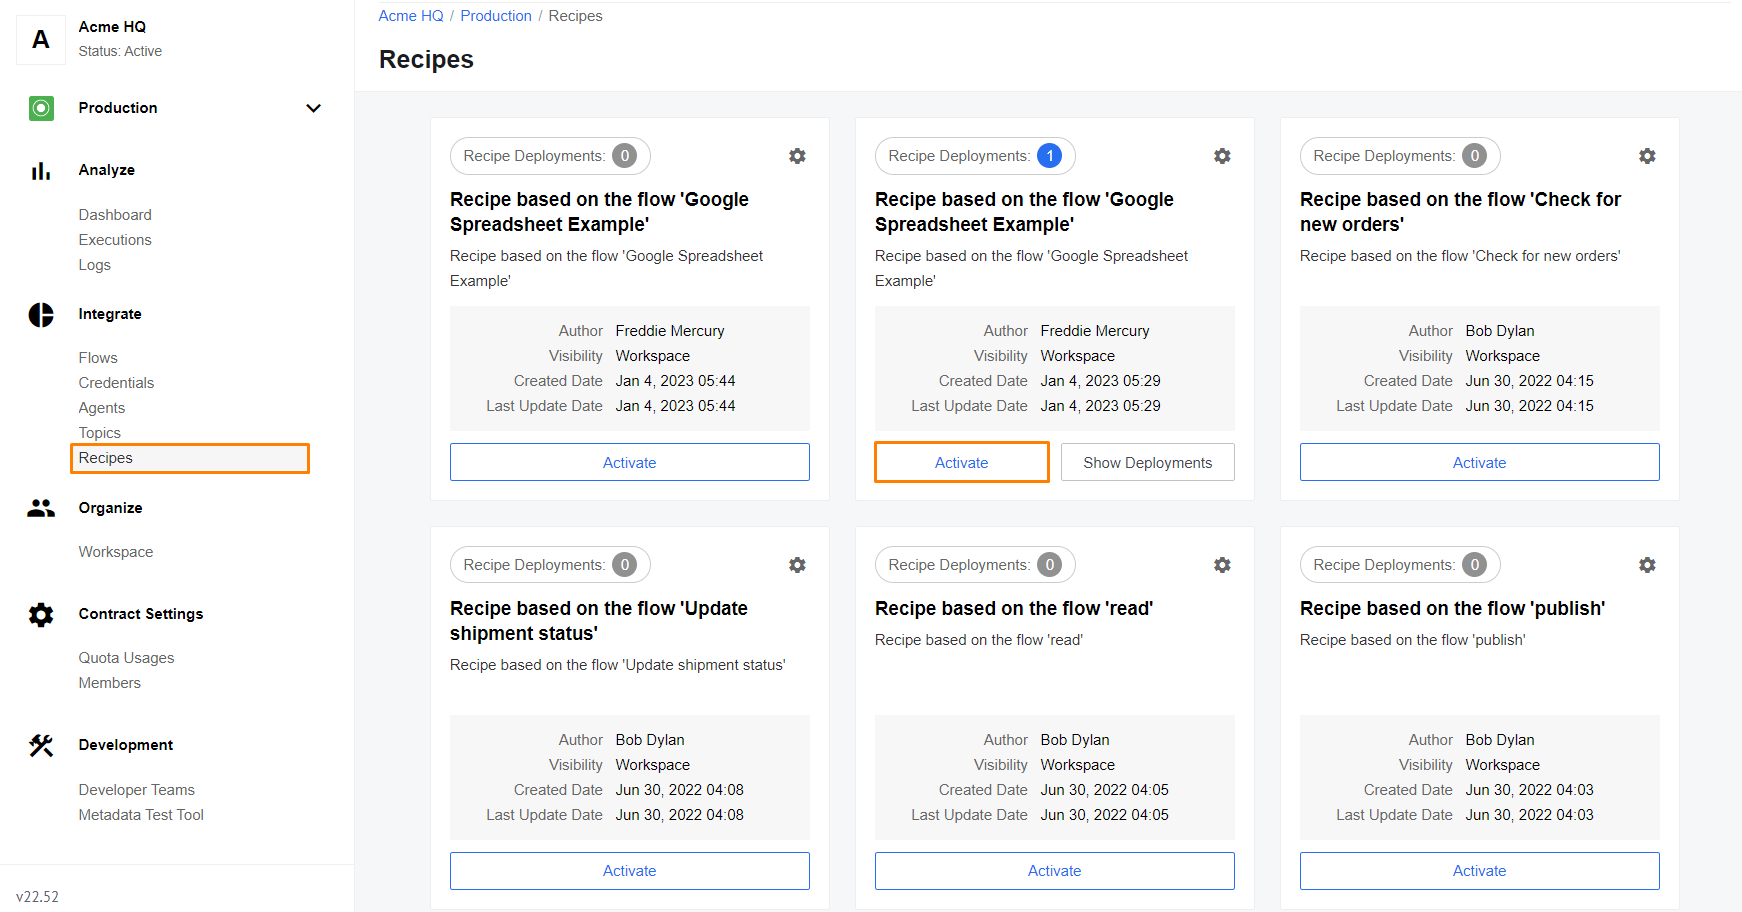 A
Acme HQ
Status: Active
Production
Analyze
Dashboard
Executions
Logs
Integrate
Flows
Credentials
Agents
Topics
Recipes
Organize
Workspace
Contract Settings
Quota Usages
Members
Development
Developer Teams
Metadata Test Tool
v22.52
Acme HQ / Production / Recipes
Recipes
Recipe Deployments: 0
Recipe based on the flow 'Google
Spreadsheet Example'
Recipe based on the flow 'Google Spreadsheet
Example'
Author Freddie Mercury
Visibility Workspace
Created Date Jan 4, 2023 05:44
Last Update Date Jan 4, 2023 05:44
Activate
Recipe Deployments: 1
Recipe based on the flow 'Google
Spreadsheet Example'
Recipe based on the flow 'Google Spreadsheet
Example'
Author Freddie Mercury
Visibility Workspace
Created Date Jan 4, 2023 05:29
Last Update Date Jan 4, 2023 05:29
Activate Show Deployments
Recipe Deployments: 0
Recipe based on the flow 'Check for
new orders'
Recipe based on the flow 'Check for new orders'
Author Bob Dylan
Visibility Workspace
Created Date Jun 30, 2022 04:15
Last Update Date Jun 30, 2022 04:15
Activate
Recipe Deployments: 0
Recipe based on the flow 'Update
shipment status'
Recipe based on the flow 'Update shipment status'
Author Bob Dylan
Visibility Workspace
Created Date Jun 30, 2022 04:08
Last Update Date Jun 30, 2022 04:08
Activate
Recipe Deployments: 0
Recipe based on the flow 'read'
Recipe based on the flow 'read'
Author Bob Dylan
Visibility Workspace
Created Date Jun 30, 2022 04:05
Last Update Date Jun 30, 2022 04:05
Activate
Recipe Deployments: 0
Recipe based on the flow 'publish'
Recipe based on the flow 'publish'
Author Bob Dylan
Visibility Workspace
Created Date Jun 30, 2022 04:03
Last Update Date Jun 30, 2022 04:03
Activate